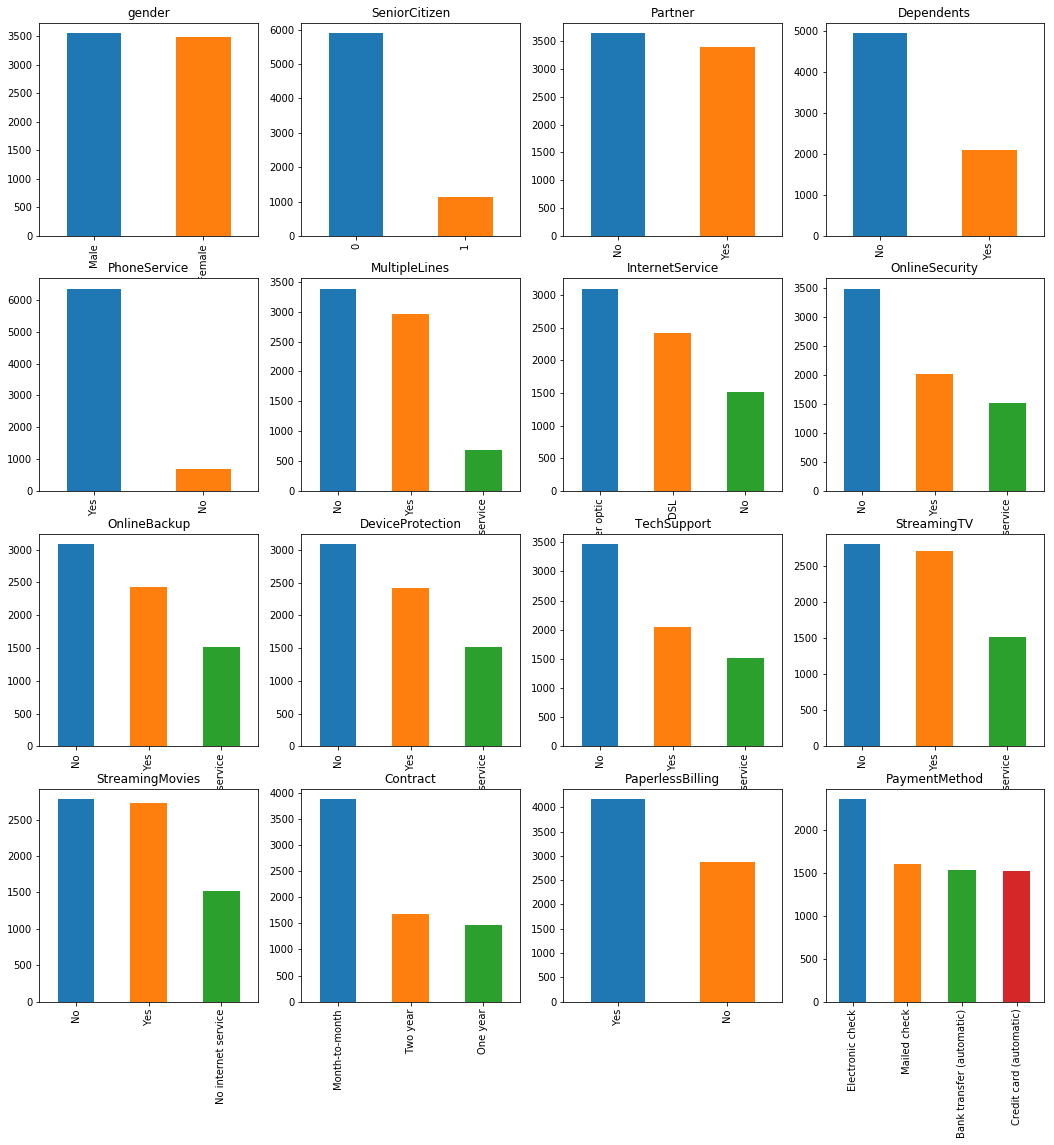 gender
3500
3000
2500
2000
1500
1000
500
0
Male
emale
SeniorCitizen
6000
5000
4000
3000
2000
1000
0
0
1
Partner
3500
3000
2500
2000
1500
1000
500
0
No
Yes
Dependents
5000
4000
3000
2000
1000
0
No
Yes
PhoneService
6000
5000
4000
3000
2000
1000
0
Yes
No
MultipleLines
3500
3000
2500
2000
1500
1000
500
0
No
Yes
service
InternetService
3000
2500
2000
1500
1000
500
0
er optic
DSL
No
OnlineSecurity
3500
3000
2500
2000
1500
1000
500
0
No
Yes
service
OnlineBackup
3000
2500
2000
1500
1000
500
0
No
Yes
service
DeviceProtection
3000
2500
2000
1500
1000
500
0
No
Yes
service
TechSupport
3500
3000
2500
2000
1500
1000
500
0
No
Yes
service
StreamingTV
2500
2000
1500
1000
500
0
No
Yes
service
StreamingMovies
2500
2000
1500
1000
500
0
No
Yes
No internet service
Contract
4000
3500
3000
2500
2000
1500
1000
500
0
Month-to-month
Two year
One year
PaperlessBilling
4000
3500
3000
2500
2000
1500
1000
500
0
Yes
No
PaymentMethod
2000
1500
1000
500
0
Electronic check
Mailed check
Bank transfer (automatic)
Credit card (automatic)